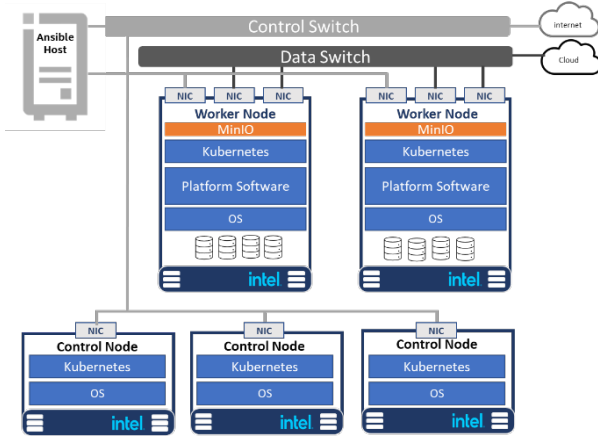 Ansible
Host
Control Switch
internet
Data Switch
Cloud
NIC
NIC
NIC
NIC
NIC
NIC
Worker Node
MinIO
Kubernetes
Platform Software
OS
intel
Worker Node
MinIO
Kubernetes
Platform Software
OS
intel
NIC
Control Node
Kubernetes
OS
intel
NIC
Control Node
Kubernetes
OS
intel
NIC
Control Node
Kubernetes
OS
intel